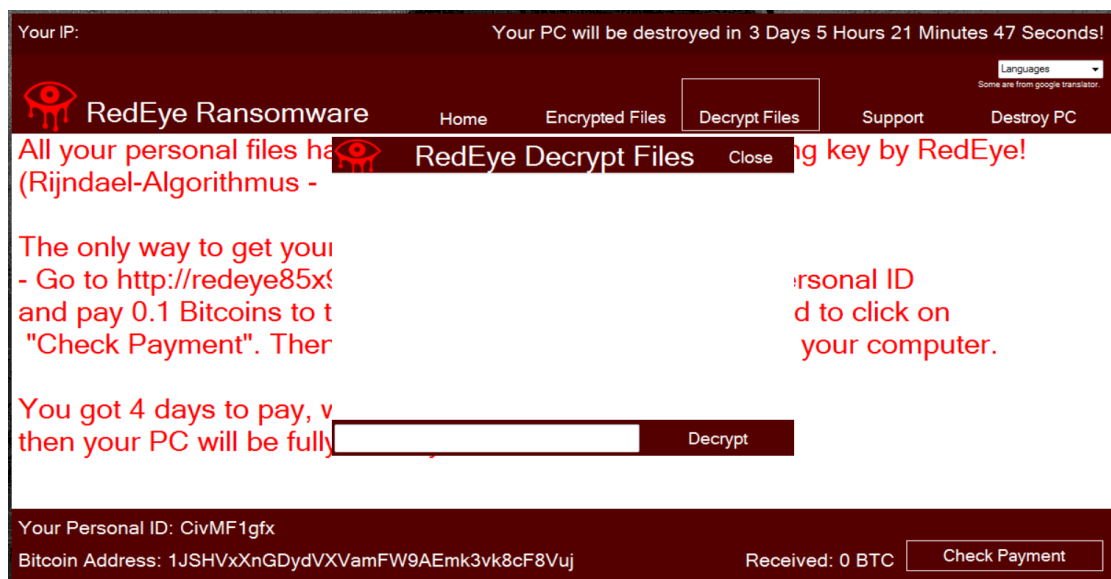 Your IP:
Your PC will be destroyed in 3 Days 5 Hours 21 Minutes 47 Seconds!
Languages
Some are from google translator.
RedEye Ransomware
Home
Encrypted Files
Decrypt Files
Support
Destroy PC
All your personal files ng key by RedEye!
(Rijndael-Algorithmus -
RedEye Decrypt Files
Close
The only way to get your
- Go to http://redeye85x9 ersonal ID
and pay 0.1 Bitcoins to t d to click on
"Check Payment". Then your computer.
You got 4 days to pay,
then your PC will be fully
Decrypt
Your Personal ID: CivMF1gfx
Bitcoin Address: 1JSHVxXnGDydVXVamFW9AEmk3vk8cF8Vuj
Received: 0 BTC
Check Payment